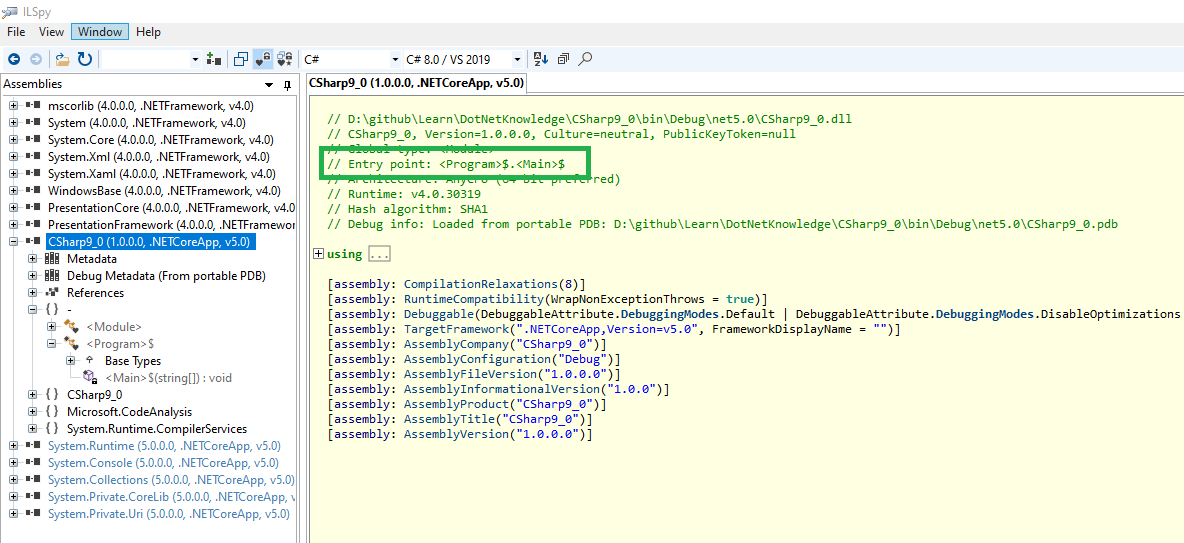 ILSpy
File View Window Help
C# C# 8.0 / VS 2019
Assemblies
CSharp9_0 (1.0.0.0, .NETCoreApp, v5.0)
mscorlib (4.0.0.0, .NETFramework, v4.0)
System (4.0.0.0, .NETFramework, v4.0)
System.Core (4.0.0.0, .NETFramework, v4.0)
System.Xml (4.0.0.0, .NETFramework, v4.0)
System.Xaml (4.0.0.0, .NETFramework, v4.0)
WindowsBase (4.0.0.0, .NETFramework, v4.0)
PresentationCore (4.0.0.0, .NETFramework, v4.0
PresentationFramework (4.0.0.0, .NETFramewor
CSharp9_0 (1.0.0.0, .NETCoreApp, v5.0)
Metadata
Debug Metadata (From portable PDB)
References
{ } -
<Module>
<Program>$
Base Types
<Main>$(string[]) : void
{ } CSharp9_0
{ } Microsoft.CodeAnalysis
{ } System.Runtime.CompilerServices
System.Runtime (5.0.0.0, .NETCoreApp, v5.0)
System.Console (5.0.0.0, .NETCoreApp, v5.0)
System.Collections (5.0.0.0, .NETCoreApp, v5.0)
System.Private.CoreLib (5.0.0.0, .NETCoreApp, v
System.Private.Uri (5.0.0.0, .NETCoreApp, v5.0)
// D:\github\Learn\DotNetKnowledge\CSharp9_0\bin\Debug\net5.0\CSharp9_0.dll
// CSharp9_0, Version=1.0.0.0, Culture=neutral, PublicKeyToken=null
// Global type: <Module>
// Entry point: <Program>$.<Main>$
// Architecture: AnyCPU (64-bit preferred)
// Runtime: v4.0.30319
// Hash algorithm: SHA1
// Debug info: Loaded from portable PDB: D:\github\Learn\DotNetKnowledge\CSharp9_0\bin\Debug\net5.0\CSharp9_0.pdb
using ...
[assembly: CompilationRelaxations(8)]
[assembly: RuntimeCompatibility(WrapNonExceptionThrows = true)]
[assembly: Debuggable(DebuggableAttribute.DebuggingModes.Default | DebuggableAttribute.DebuggingModes.DisableOptimizations
[assembly: TargetFramework(".NETCoreApp,Version=v5.0", FrameworkDisplayName = "")]
[assembly: AssemblyCompany("CSharp9_0")]
[assembly: AssemblyConfiguration("Debug")]
[assembly: AssemblyFileVersion("1.0.0.0")]
[assembly: AssemblyInformationalVersion("1.0.0")]
[assembly: AssemblyProduct("CSharp9_0")]
[assembly: AssemblyTitle("CSharp9_0")]
[assembly: AssemblyVersion("1.0.0.0")]